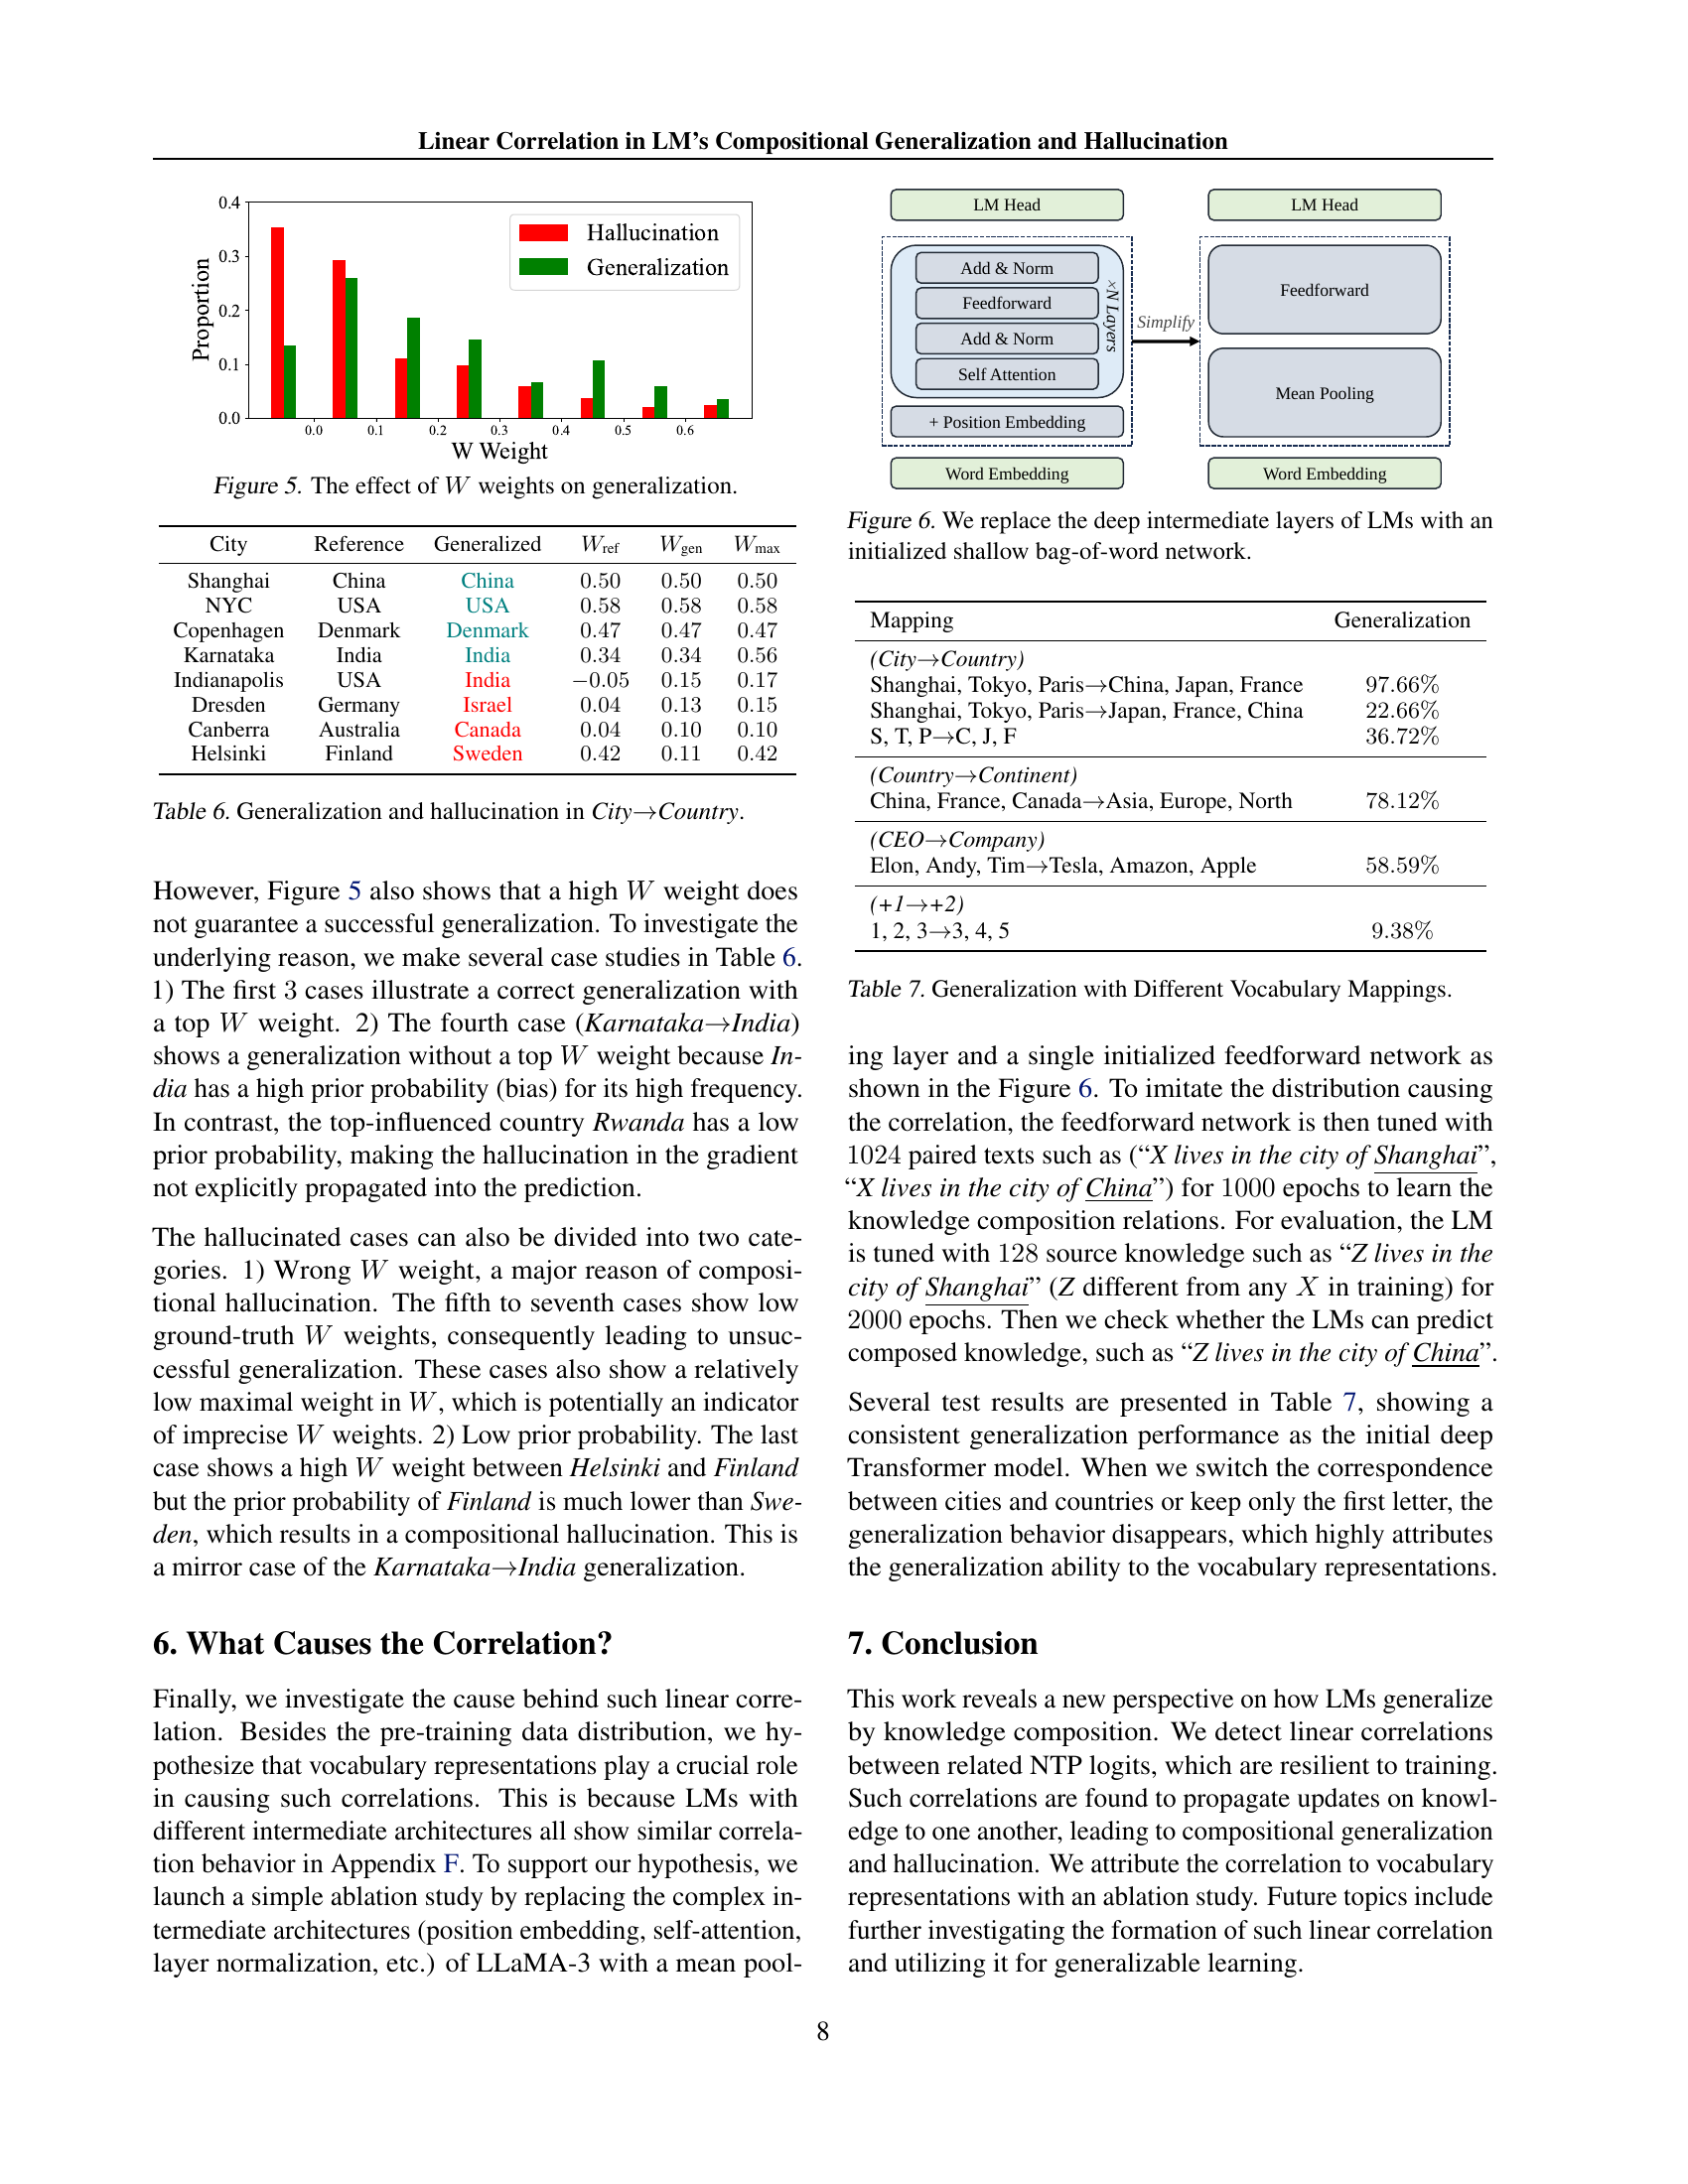 Linear Correlation in LM's Compositional Generalization and Hallucination
0.4
0.3
0.2
0.1
0.0
Proportion
Hallucination
Generalization
0.0 0.1 0.2 0.3 0.4 0.5 0.6
W Weight
Figure 5. The effect of W weights on generalization.
City Reference Generalized W_ref W_gen W_max
Shanghai China China 0.50 0.50 0.50
NYC USA USA 0.58 0.58 0.58
Copenhagen Denmark Denmark 0.47 0.47 0.47
Karnataka India India 0.34 0.34 0.56
Indianapolis USA India −0.05 0.15 0.17
Dresden Germany Israel 0.04 0.13 0.15
Canberra Australia Canada 0.04 0.10 0.10
Helsinki Finland Sweden 0.42 0.11 0.42
Table 6. Generalization and hallucination in City→Country.
However, Figure 5 also shows that a high W weight does
not guarantee a successful generalization. To investigate the
underlying reason, we make several case studies in Table 6.
1) The first 3 cases illustrate a correct generalization with
a top W weight. 2) The fourth case (Karnataka→India)
shows a generalization without a top W weight because In-
dia has a high prior probability (bias) for its high frequency.
In contrast, the top-influenced country Rwanda has a low
prior probability, making the hallucination in the gradient
not explicitly propagated into the prediction.
The hallucinated cases can also be divided into two cate-
gories. 1) Wrong W weight, a major reason of composi-
tional hallucination. The fifth to seventh cases show low
ground-truth W weights, consequently leading to unsuc-
cessful generalization. These cases also show a relatively
low maximal weight in W, which is potentially an indicator
of imprecise W weights. 2) Low prior probability. The last
case shows a high W weight between Helsinki and Finland
but the prior probability of Finland is much lower than Swe-
den, which results in a compositional hallucination. This is
a mirror case of the Karnataka→India generalization.
6. What Causes the Correlation?
Finally, we investigate the cause behind such linear corre-
lation. Besides the pre-training data distribution, we hy-
pothesize that vocabulary representations play a crucial role
in causing such correlations. This is because LMs with
different intermediate architectures all show similar correla-
tion behavior in Appendix F. To support our hypothesis, we
launch a simple ablation study by replacing the complex in-
termediate architectures (position embedding, self-attention,
layer normalization, etc.) of LLaMA-3 with a mean pool-
LM Head
Add & Norm
Feedforward
Add & Norm
Self Attention
×N Layers
+ Position Embedding
Word Embedding
Simplify
LM Head
Feedforward
Mean Pooling
Word Embedding
Figure 6. We replace the deep intermediate layers of LMs with an
initialized shallow bag-of-word network.
Mapping Generalization
(City→Country)
Shanghai, Tokyo, Paris→China, Japan, France 97.66%
Shanghai, Tokyo, Paris→Japan, France, China 22.66%
S, T, P→C, J, F 36.72%
(Country→Continent)
China, France, Canada→Asia, Europe, North 78.12%
(CEO→Company)
Elon, Andy, Tim→Tesla, Amazon, Apple 58.59%
(+1→+2)
1, 2, 3→3, 4, 5 9.38%
Table 7. Generalization with Different Vocabulary Mappings.
ing layer and a single initialized feedforward network as
shown in the Figure 6. To imitate the distribution causing
the correlation, the feedforward network is then tuned with
1024 paired texts such as (“X lives in the city of Shanghai”,
“X lives in the city of China”) for 1000 epochs to learn the
knowledge composition relations. For evaluation, the LM
is tuned with 128 source knowledge such as “Z lives in the
city of Shanghai” (Z different from any X in training) for
2000 epochs. Then we check whether the LMs can predict
composed knowledge, such as “Z lives in the city of China”.
Several test results are presented in Table 7, showing a
consistent generalization performance as the initial deep
Transformer model. When we switch the correspondence
between cities and countries or keep only the first letter, the
generalization behavior disappears, which highly attributes
the generalization ability to the vocabulary representations.
7. Conclusion
This work reveals a new perspective on how LMs generalize
by knowledge composition. We detect linear correlations
between related NTP logits, which are resilient to training.
Such correlations are found to propagate updates on knowl-
edge to one another, leading to compositional generalization
and hallucination. We attribute the correlation to vocabulary
representations with an ablation study. Future topics include
further investigating the formation of such linear correlation
and utilizing it for generalizable learning.
8